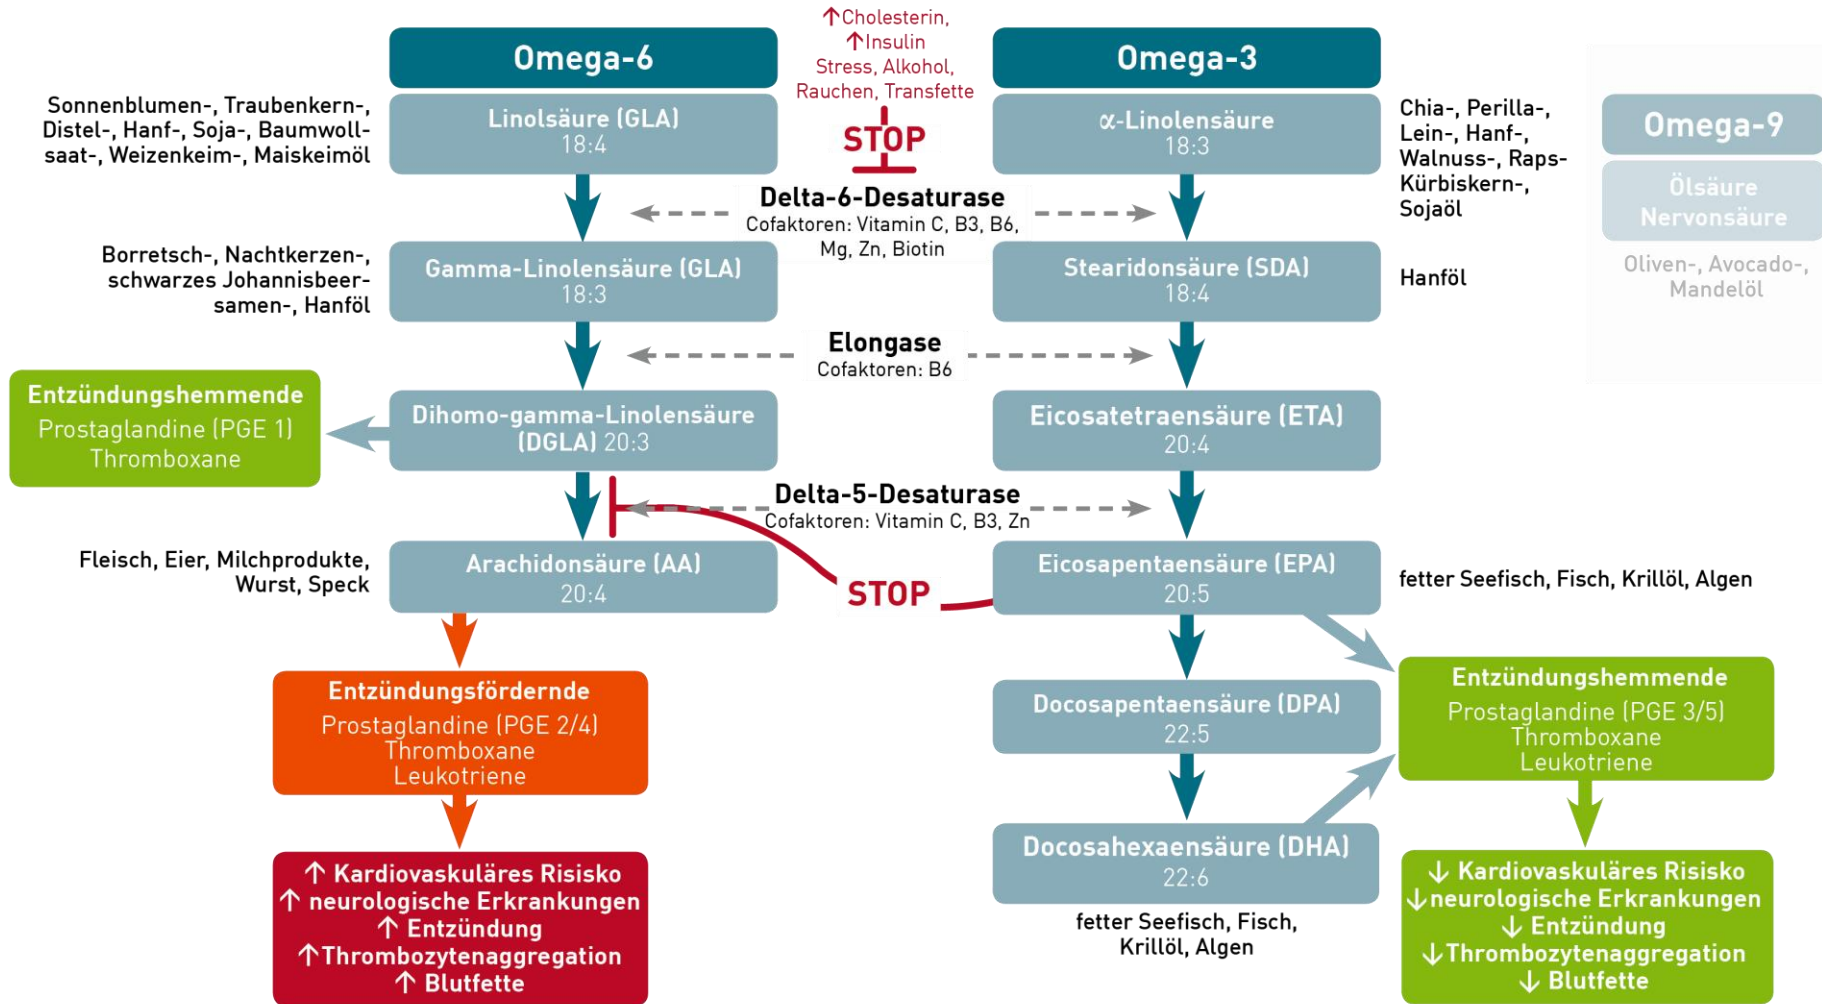 ↑Cholesterin,
↑Insulin
Stress, Alkohol,
Rauchen, Transfette
STOP
Omega-6
Omega-3
Omega-9
Sonnenblumen-, Traubenkern-,
Distel-, Hanf-, Soja-, Baumwoll-
saat-, Weizenkeim-, Maiskeimöl
Linolsäure (GLA)
18:4
α-Linolensäure
18:3
Chia-, Perilla-,
Lein-, Hanf-,
Walnuss-, Raps-
Kürbiskern-,
Sojaöl
Ölsäure
Nervonsäure
Oliven-, Avocado-,
Mandelöl
Delta-6-Desaturase
Cofaktoren: Vitamin C, B3, B6,
Mg, Zn, Biotin
Borretsch-, Nachtkerzen-,
schwarzes Johannisbeer-
samen-, Hanföl
Gamma-Linolensäure (GLA)
18:3
Stearidonsäure (SDA)
18:4
Hanföl
Elongase
Cofaktoren: B6
Entzündungshemmende
Prostaglandine (PGE 1)
Thromboxane
Dihomo-gamma-Linolensäure
(DGLA) 20:3
Eicosatetraensäure (ETA)
20:4
Delta-5-Desaturase
Cofaktoren: Vitamin C, B3, Zn
Fleisch, Eier, Milchprodukte,
Wurst, Speck
Arachidonsäure (AA)
20:4
STOP
Eicosapentaensäure (EPA)
20:5
fetter Seefisch, Fisch, Krillöl, Algen
Entzündungsfördernde
Prostaglandine (PGE 2/4)
Thromboxane
Leukotriene
Docosapentaensäure (DPA)
22:5
Entzündungshemmende
Prostaglandine (PGE 3/5)
Thromboxane
Leukotriene
Docosahexaensäure (DHA)
22:6
fetter Seefisch, Fisch,
Krillöl, Algen
↑ Kardiovaskuläres Risiko
↑ neurologische Erkrankungen
↑ Entzündung
↑Thrombozytenaggregation
↑ Blutfette
↓ Kardiovaskuläres Risiko
↓neurologische Erkrankungen
↓ Entzündung
↓Thrombozytenaggregation
↓ Blutfette